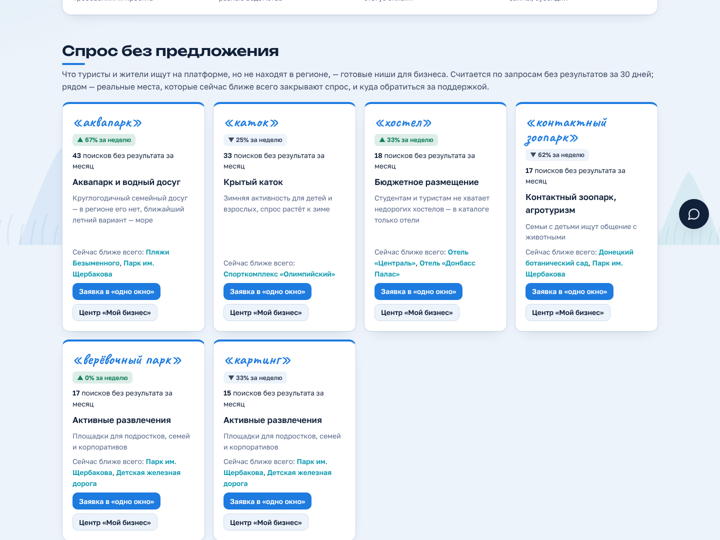 Спрос без предложения
Что туристы и жители ищут на платформе, но не находят в регионе, — готовые ниши для бизнеса. Считается по запросам без результатов за 30 дней;
рядом — реальные места, которые сейчас ближе всего закрывают спрос, и куда обратиться за поддержкой.
«аквапарк»
▲ 67% за неделю
43 поисков без результата за
месяц
Аквапарк и водный досуг
Круглогодичный семейный досуг
— в регионе его нет, ближайший
летний вариант — море
Сейчас ближе всего: Пляжи
Безыменного, Парк им.
Щербакова
Заявка в «одно окно»
Центр «Мой бизнес»
«каток»
▼ 25% за неделю
33 поисков без результата за
месяц
Крытый каток
Зимняя активность для детей и
взрослых, спрос растёт к зиме
Сейчас ближе всего:
Спорткомплекс «Олимпийский»
Заявка в «одно окно»
Центр «Мой бизнес»
«хостел»
▲ 33% за неделю
18 поисков без результата за
месяц
Бюджетное размещение
Студентам и туристам не хватает
недорогих хостелов — в каталоге
только отели
Сейчас ближе всего: Отель
«Централь», Отель «Донбасс
Палас»
Заявка в «одно окно»
Центр «Мой бизнес»
«контактный
зоопарк»
▼ 62% за неделю
17 поисков без результата за
месяц
Контактный зоопарк,
агротуризм
Семьи с детьми ищут общение с
животными
Сейчас ближе всего: Донецкий
ботанический сад, Парк им.
Щербакова
Заявка в «одно окно»
Центр «Мой бизнес»
«верёвочный парк»
▲ 0% за неделю
17 поисков без результата за
месяц
Активные развлечения
Площадки для подростков, семей
и корпоративов
Сейчас ближе всего: Парк им.
Щербакова, Детская железная
дорога
Заявка в «одно окно»
Центр «Мой бизнес»
«картинг»
▼ 33% за неделю
15 поисков без результата за
месяц
Активные развлечения
Площадки для подростков, семей
и корпоративов
Сейчас ближе всего: Парк им.
Щербакова, Детская железная
дорога
Заявка в «одно окно»
Центр «Мой бизнес»